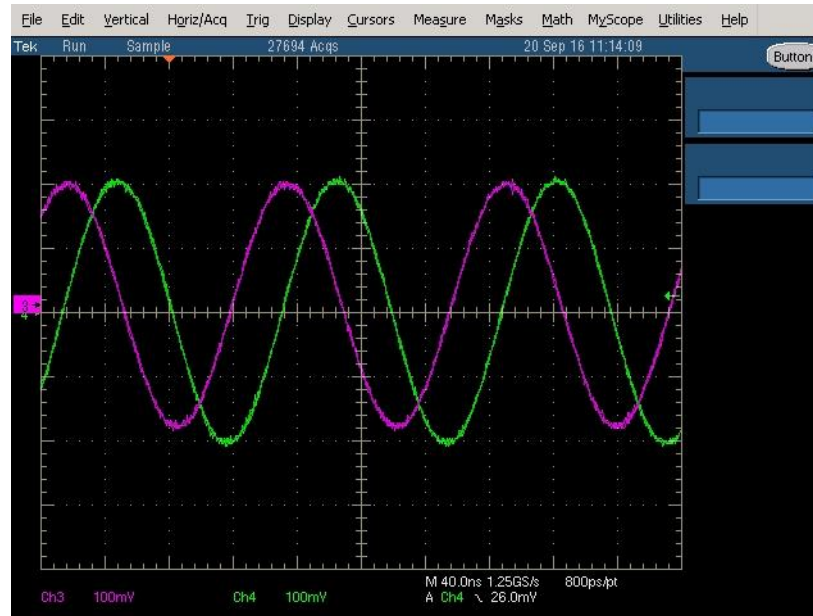 File Edit Vertical Horiz/Acq Trig Display Cursors Measure Masks Math MyScope Utilities Help
Tek Run Sample 27694 Acqs 20 Sep 16 11:14:09
Button
3
4
M 40.0ns 1.25GS/s 800ps/pt
Ch3 100mV Ch4 100mV A Ch4 \ 26.0mV